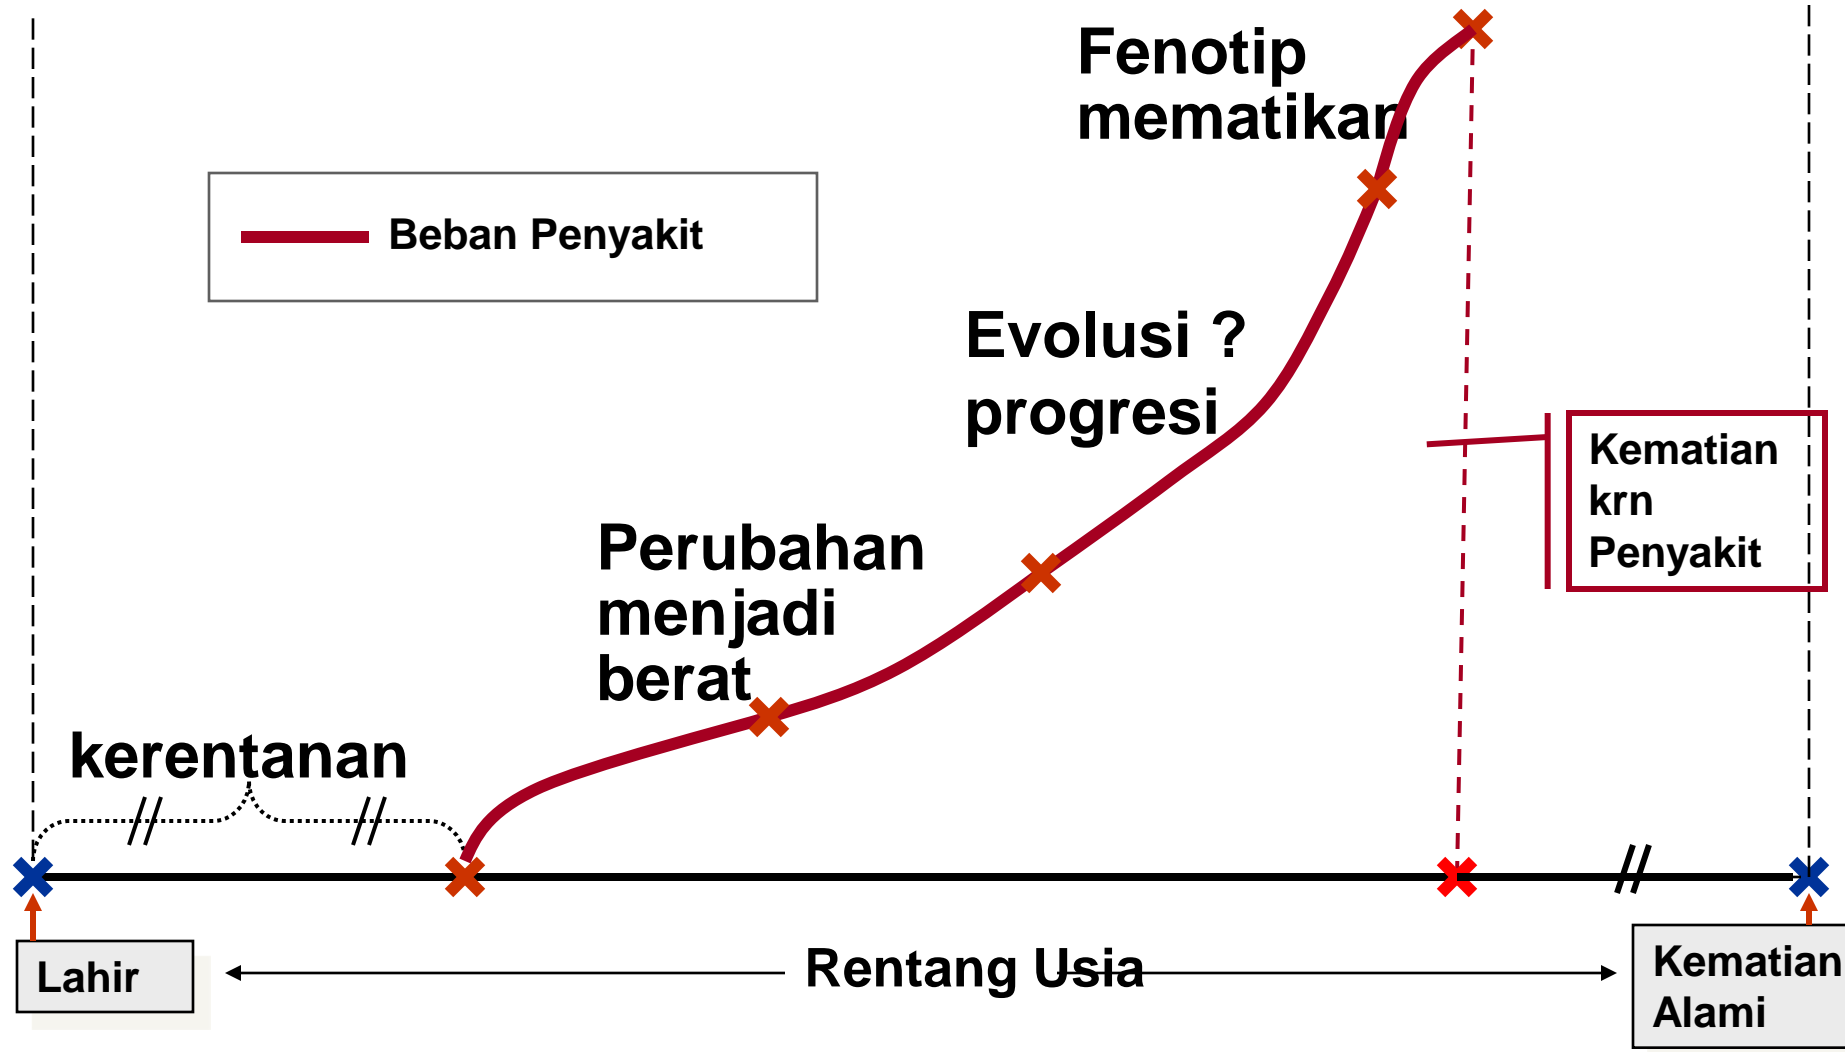 Fenotip
mematikan
Beban Penyakit
Evolusi ?
progresi
Kematian
krn
Penyakit
Perubahan
menjadi
berat
kerentanan
Lahir
Rentang Usia
Kematian
Alami